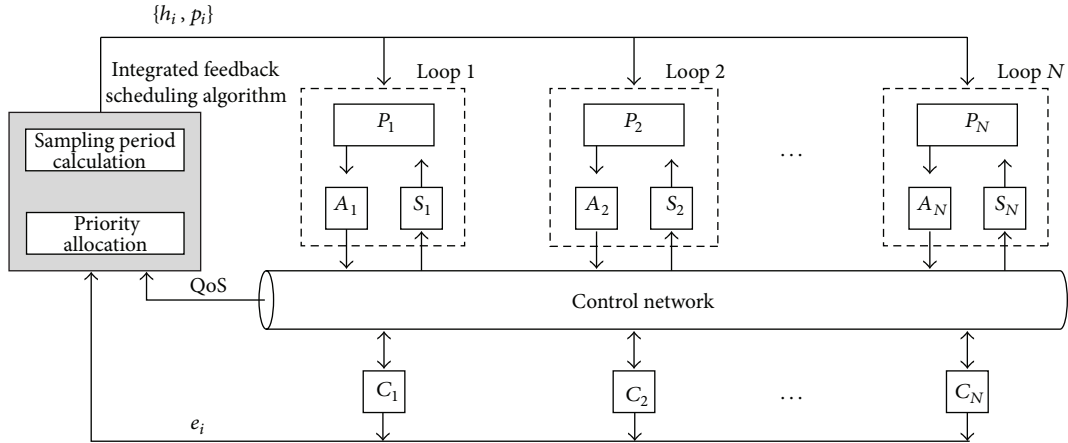 {h_i, p_i}
Integrated feedback
scheduling algorithm
Sampling period
calculation
Priority
allocation
Loop 1
P_1
A_1
S_1
Loop 2
P_2
A_2
S_2
...
Loop N
P_N
A_N
S_N
QoS
Control network
C_1
C_2
...
C_N
e_i